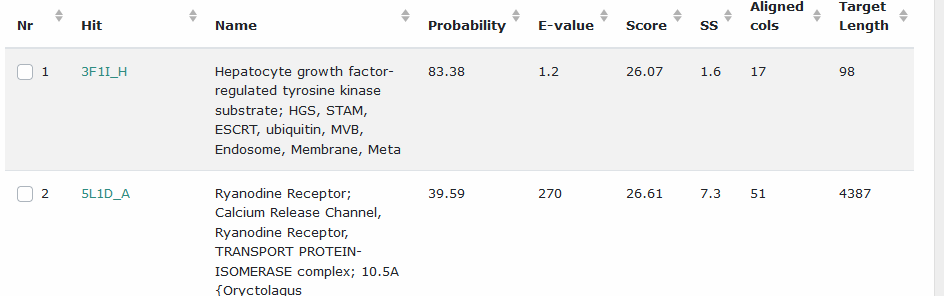 Nr Hit Name Probability E-value Score SS Aligned cols Target Length
1 3F1I_H Hepatocyte growth factor- 83.38 1.2 26.07 1.6 17 98
regulated tyrosine kinase
substrate; HGS, STAM,
ESCRT, ubiquitin, MVB,
Endosome, Membrane, Meta
2 5L1D_A Ryanodine Receptor; 39.59 270 26.61 7.3 51 4387
Calcium Release Channel,
Ryanodine Receptor,
TRANSPORT PROTEIN-
ISOMERASE complex; 10.5A
{Oryctolagus